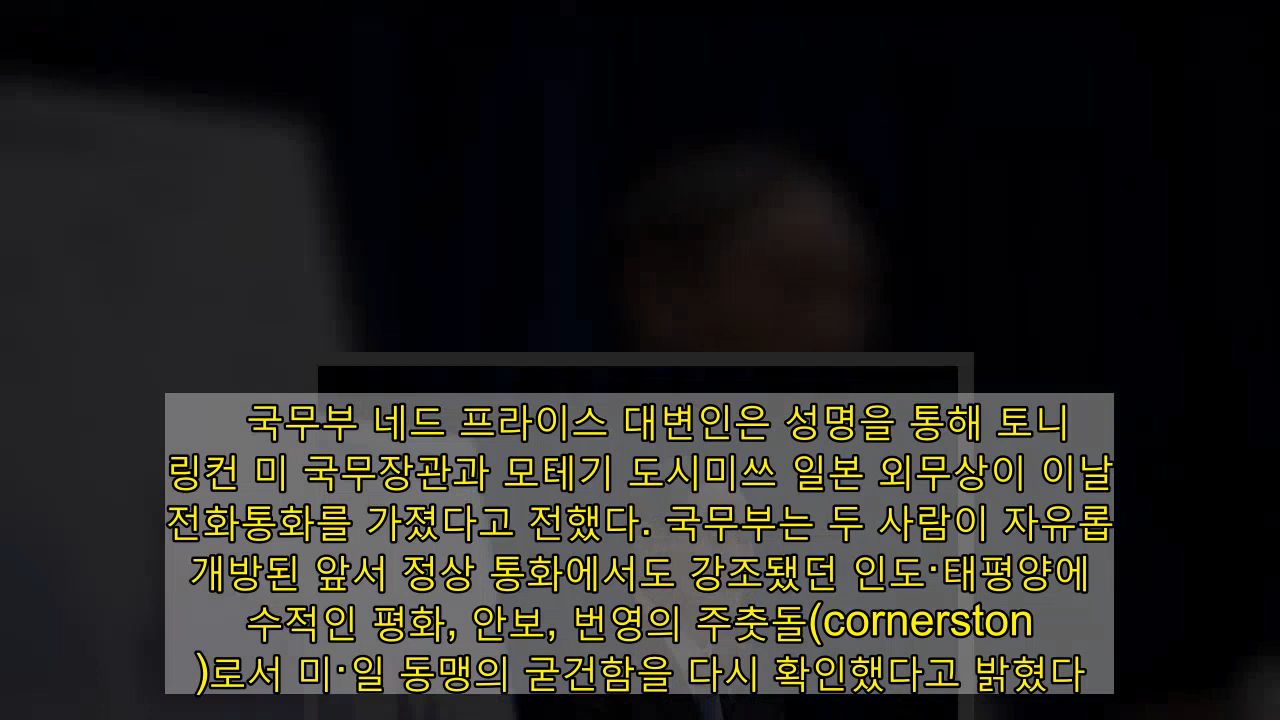 국무부 네드 프라이스 대변인은 성명을 통해 토니
링컨 미 국무장관과 모테기 도시미쓰 일본 외무상이 이날
전화통화를 가졌다고 전했다. 국무부는 두 사람이 자유롭
개방된 앞서 정상 통화에서도 강조됐던 인도·태평양에
수적인 평화, 안보, 번영의 주춧돌(cornerston
)로서 미·일 동맹의 굳건함을 다시 확인했다고 밝혔다